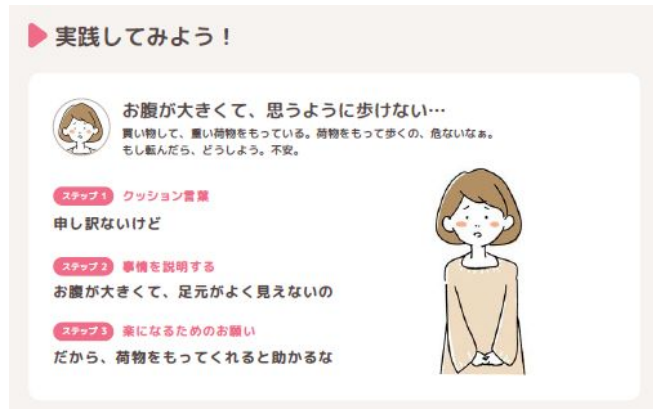 実践してみよう！
お腹が大きくて、思うように歩けない…
買い物して、重い荷物をもっている。荷物をもって歩くの、危ないなぁ。
もし転んだら、どうしよう。不安。
ステップ1 クッション言葉
申し訳ないけど
ステップ2 事情を説明する
お腹が大きくて、足元がよく見えないの
ステップ3 楽になるためのお願い
だから、荷物をもってくれると助かるな